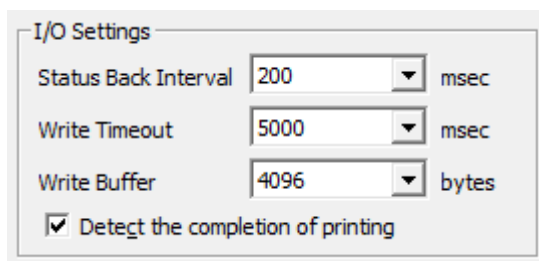 I/O Settings
Status Back Interval 200 msec
Write Timeout 5000 msec
Write Buffer 4096 bytes
Detect the completion of printing